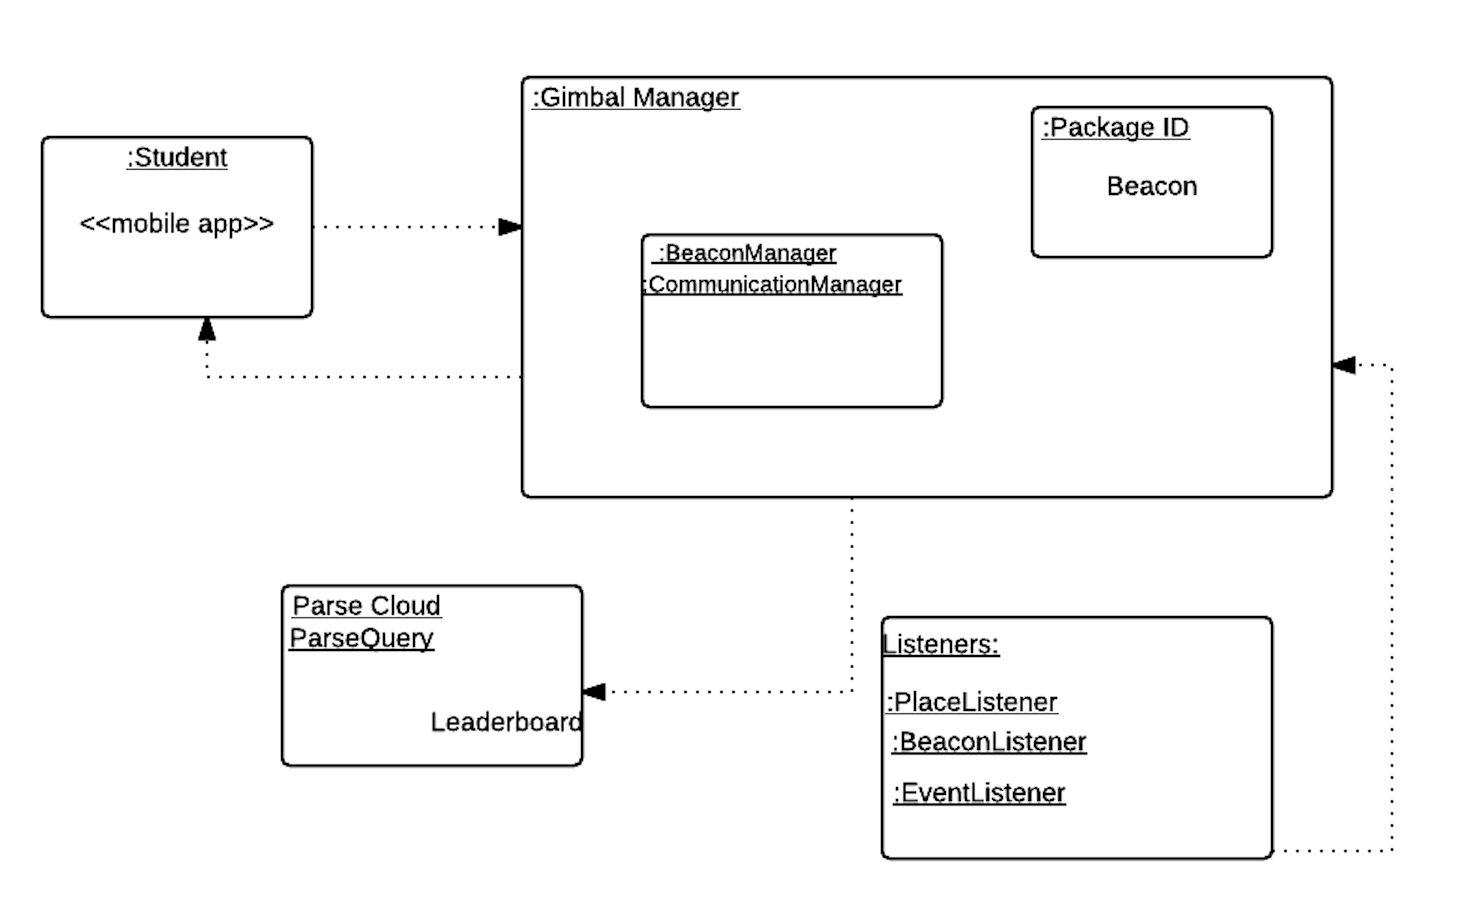 :Gimbal Manager
:Package ID
Beacon
:Student
<<mobile app>>
:BeaconManager
:CommunicationManager
Parse Cloud
ParseQuery
Leaderboard
Listeners:
:PlaceListener
:BeaconListener
:EventListener